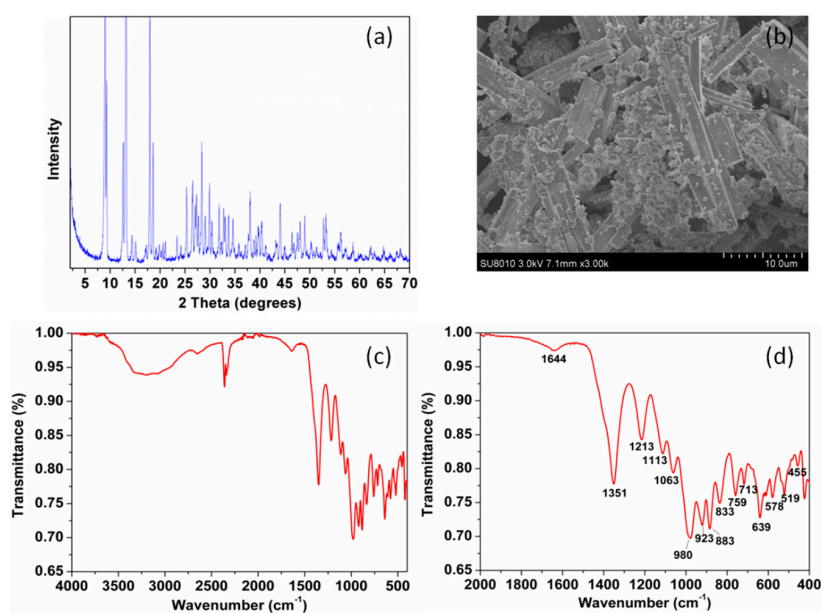 (a)
Intensity
5 10 15 20 25 30 35 40 45 50 55 60 65 70
2 Theta (degrees)
(b)
SU8010 3.0kV 7.1mm x3.00k
10.0um
(c)
Transmittance (%)
1.00
0.95
0.90
0.85
0.80
0.75
0.70
0.65
4000 3500 3000 2500 2000 1500 1000 500
Wavenumber (cm-1)
(d)
Transmittance (%)
1.00
0.95
0.90
0.85
0.80
0.75
0.70
0.65
1644
1351
1213
1113
1063
980
923
883
833
759
713
639
578
519
455
2000 1800 1600 1400 1200 1000 800 600 400
Wavenumber (cm-1)